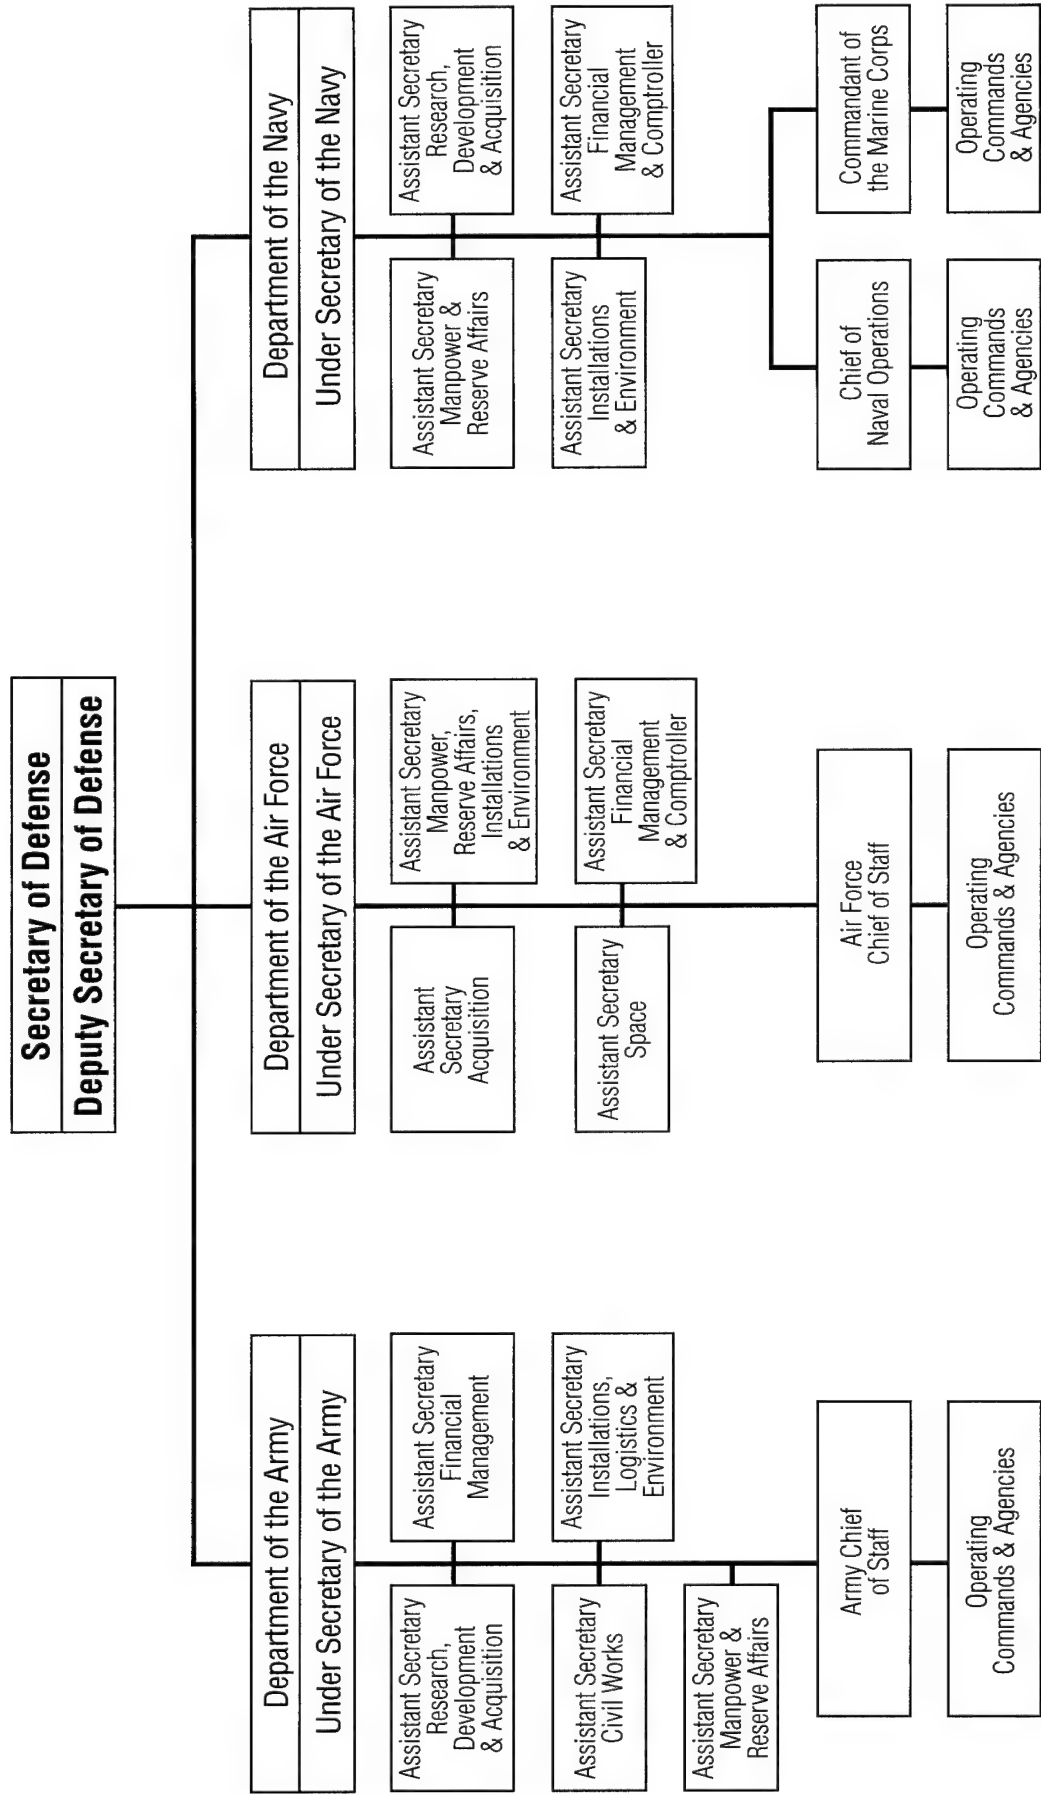 Secretary of Defense
Deputy Secretary of Defense
Department of the Army
Under Secretary of the Army
Assistant Secretary
Research,
Development
& Acquisition
Assistant Secretary
Financial
Management
Assistant Secretary
Civil Works
Assistant Secretary
Installations,
Logistics &
Environment
Assistant Secretary
Manpower &
Reserve Affairs
Army Chief
of Staff
Operating
Commands & Agencies
Department of the Air Force
Under Secretary of the Air Force
Assistant
Secretary
Acquisition
Assistant Secretary
Manpower,
Reserve Affairs,
Installations
& Environment
Assistant Secretary
Space
Assistant Secretary
Financial
Management
& Comptroller
Air Force
Chief of Staff
Operating
Commands & Agencies
Department of the Navy
Under Secretary of the Navy
Assistant Secretary
Manpower &
Reserve Affairs
Assistant Secretary
Research,
Development
& Acquisition
Assistant Secretary
Installations
& Environment
Assistant Secretary
Financial
Management
& Comptroller
Chief of
Naval Operations
Operating
Commands
& Agencies
Commandant of
the Marine Corps
Operating
Commands
& Agencies